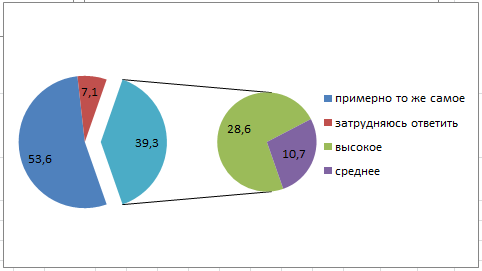 7,1
53,6
39,3
28,6
10,7
примерно то же самое
затрудняюсь ответить
высокое
среднее